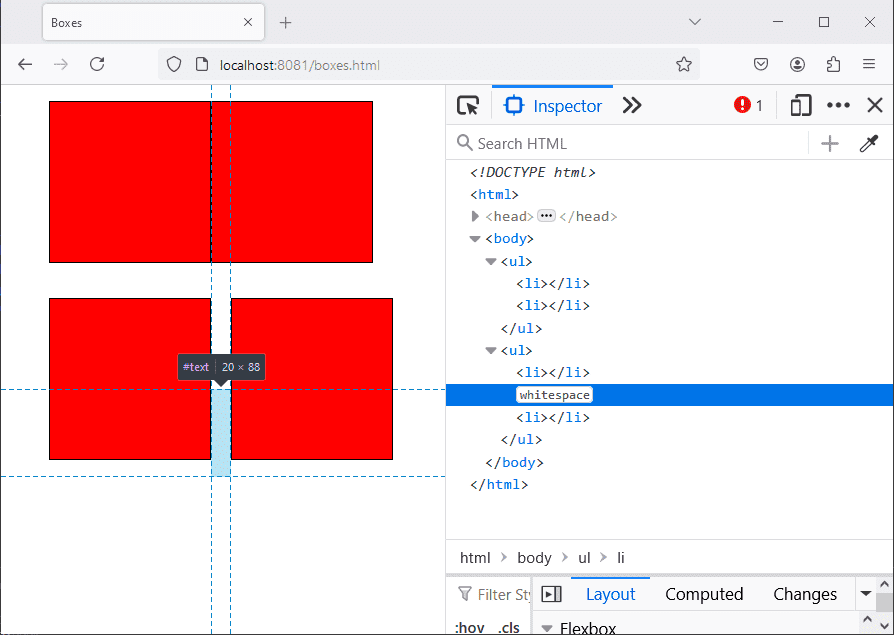 Boxes
localhost:8081/boxes.html
Inspector
1
Search HTML
<!DOCTYPE html>
<html>
<head></head>
<body>
<ul>
<li></li>
<li></li>
</ul>
<ul>
<li></li>
whitespace
<li></li>
</ul>
</body>
</html>
#text 20 × 88
html body ul li
Filter Sty
Layout Computed Changes
:hov .cls
Flexbox